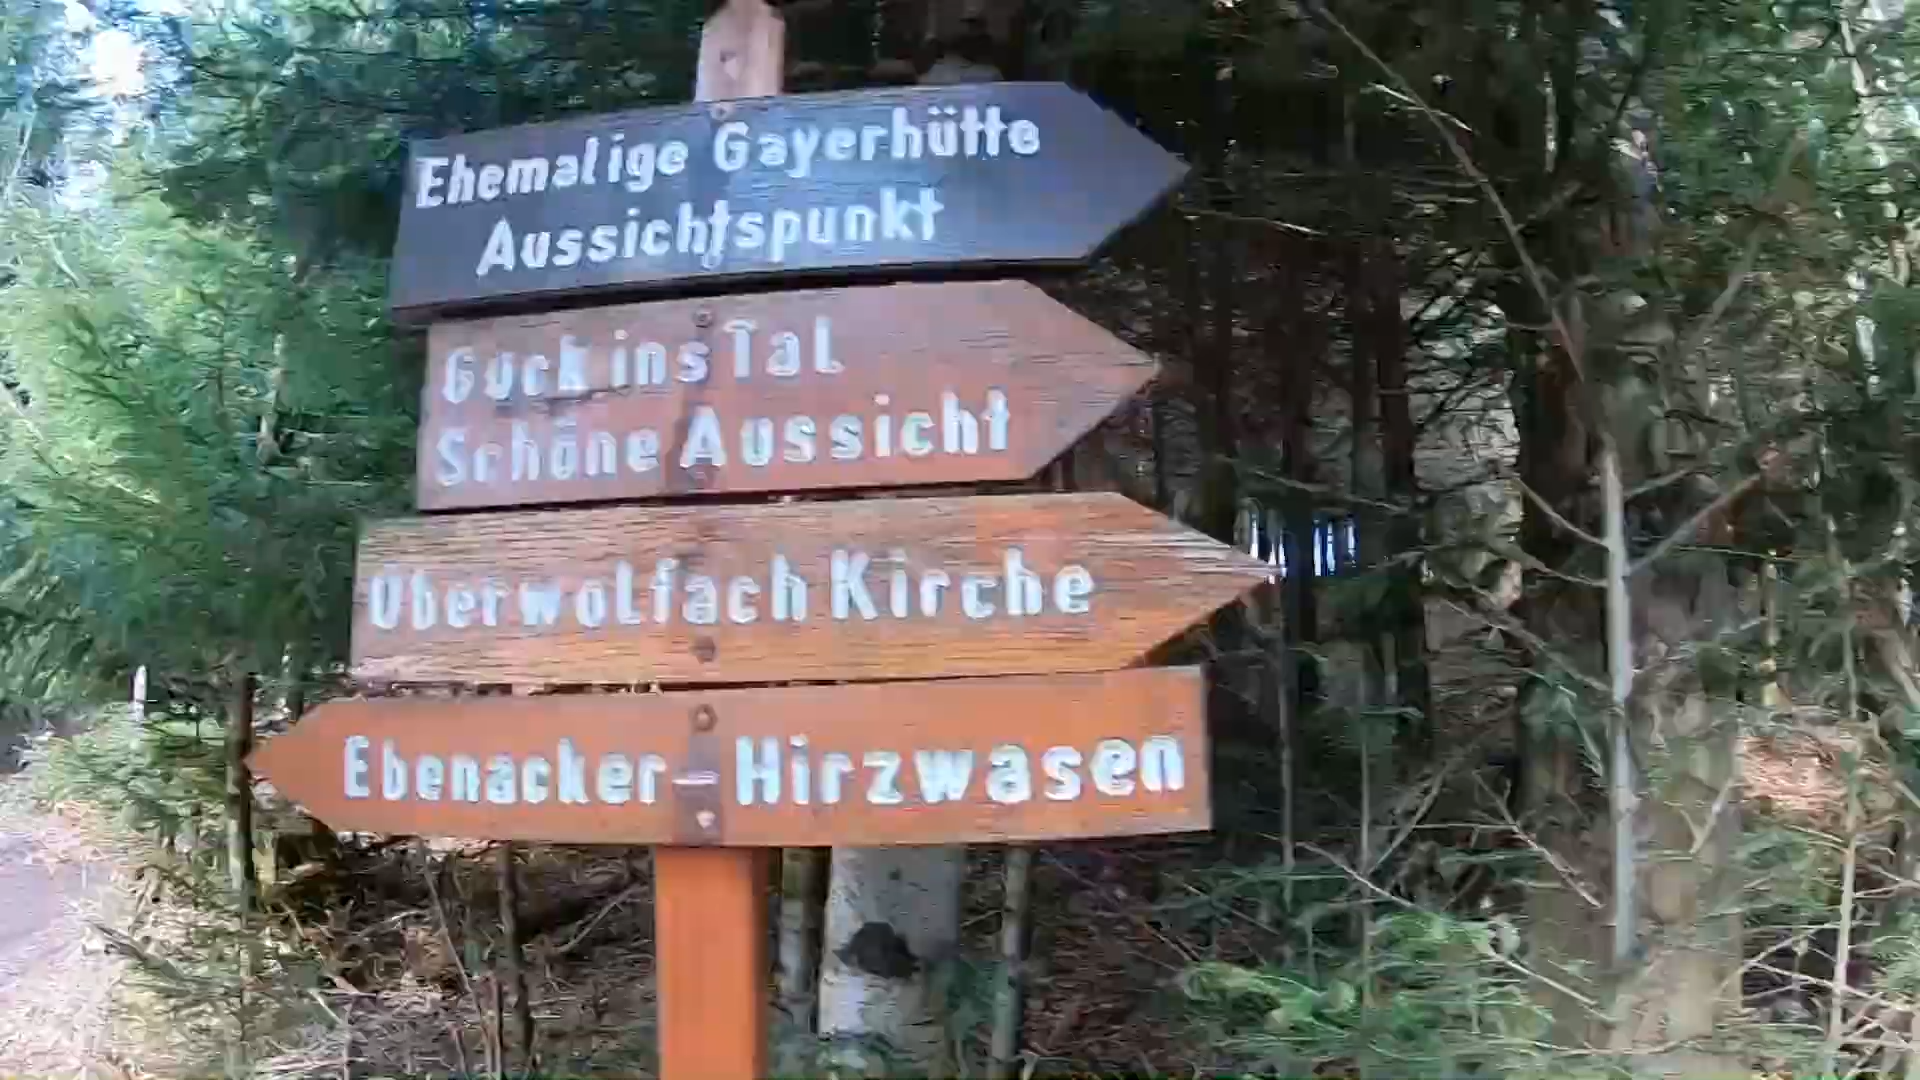 Ehemalige Gayerhütte
Aussichtspunkt
Guck ins Tal
Schöne Aussicht
Oberwolfach Kirche
Ebenacker - Hirzwasen